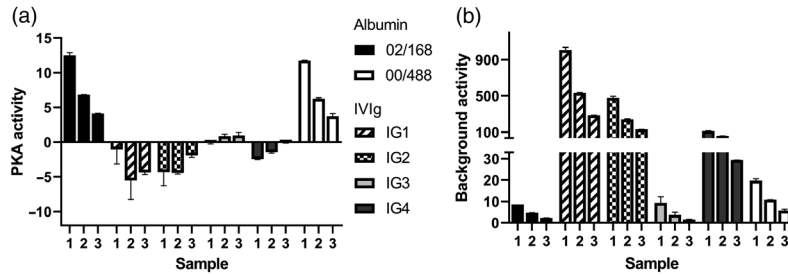 (a)
PKA activity
15
10
5
0
−5
−10
1 2 3 1 2 3 1 2 3 1 2 3 1 2 3 1 2 3
Sample
Albumin
02/168
00/488
IVIg
IG1
IG2
IG3
IG4
(b)
Background activity
900
500
100
30
20
10
0
1 2 3 1 2 3 1 2 3 1 2 3 1 2 3 1 2 3
Sample